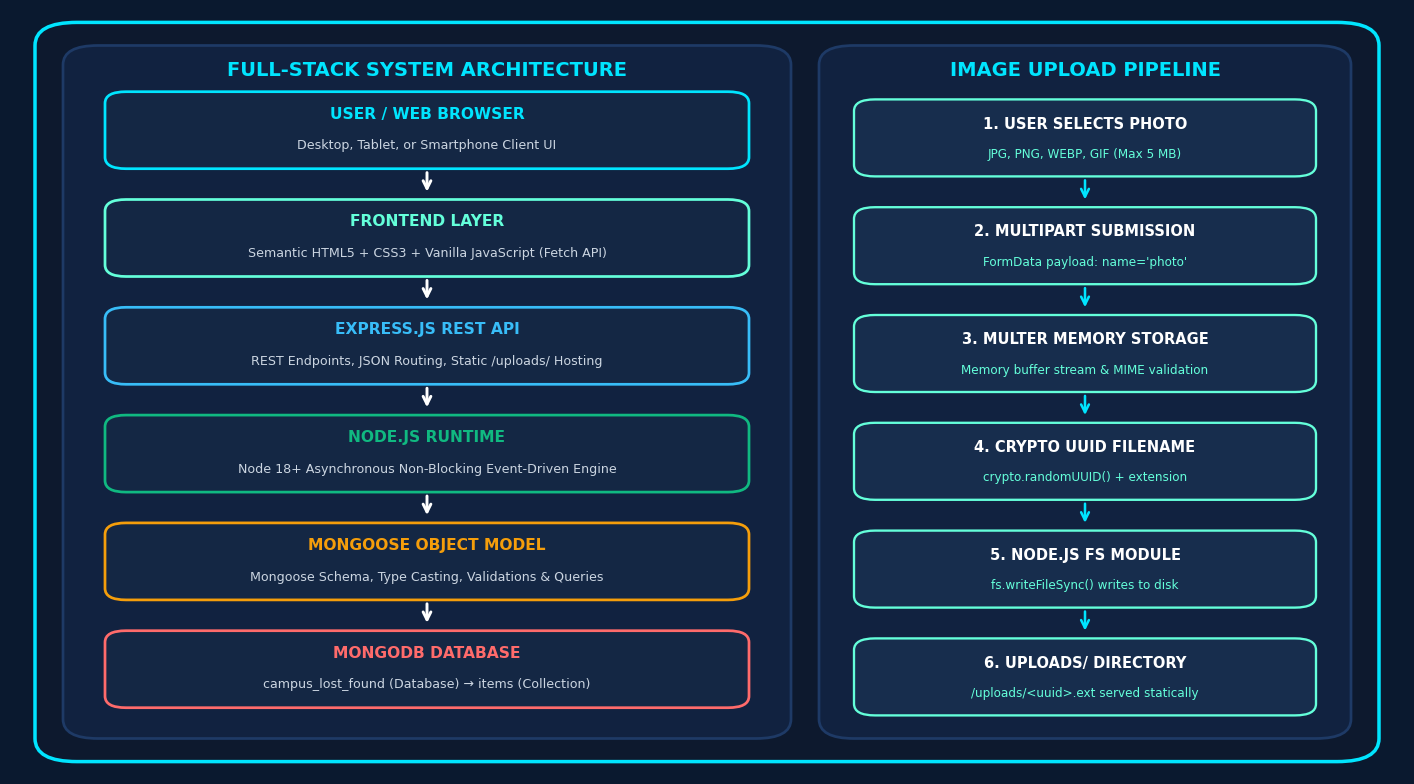 FULL-STACK SYSTEM ARCHITECTURE
USER / WEB BROWSER
Desktop, Tablet, or Smartphone Client UI
FRONTEND LAYER
Semantic HTML5 + CSS3 + Vanilla JavaScript (Fetch API)
EXPRESS.JS REST API
REST Endpoints, JSON Routing, Static /uploads/ Hosting
NODE.JS RUNTIME
Node 18+ Asynchronous Non-Blocking Event-Driven Engine
MONGOOSE OBJECT MODEL
Mongoose Schema, Type Casting, Validations & Queries
MONGODB DATABASE
campus_lost_found (Database) → items (Collection)
IMAGE UPLOAD PIPELINE
1. USER SELECTS PHOTO
JPG, PNG, WEBP, GIF (Max 5 MB)
2. MULTIPART SUBMISSION
FormData payload: name='photo'
3. MULTER MEMORY STORAGE
Memory buffer stream & MIME validation
4. CRYPTO UUID FILENAME
crypto.randomUUID() + extension
5. NODE.JS FS MODULE
fs.writeFileSync() writes to disk
6. UPLOADS/ DIRECTORY
/uploads/<uuid>.ext served statically